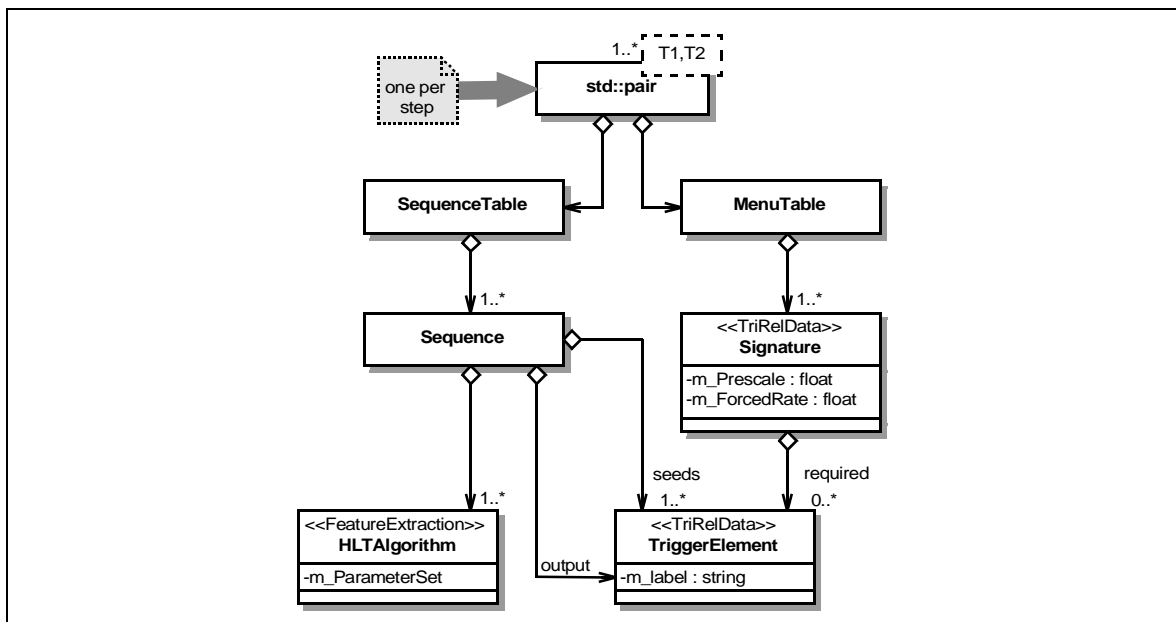 1..*
T1,T2
one per
step
std::pair
SequenceTable
MenuTable
1..*
1..*
Sequence
<<TriRelData>>
Signature
-m_Prescale : float
-m_ForcedRate : float
seeds
required
1..*
1..*
0..*
<<FeatureExtraction>>
HLTAlgorithm
-m_ParameterSet
output
<<TriRelData>>
TriggerElement
-m_label : string